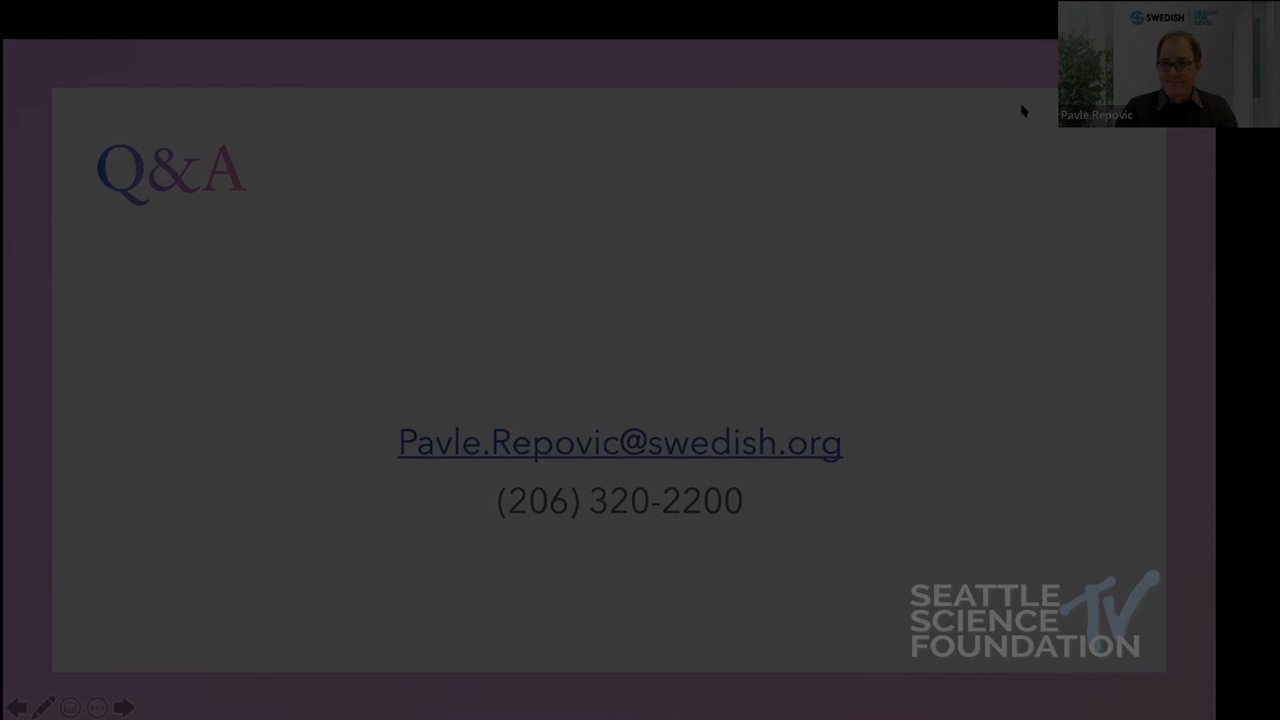 SWEDISH
Pavle Repovic
Q&A
Pavle.Repovic@swedish.org
(206) 320-2200
SEATTLE
SCIENCE
FOUNDATION
TV